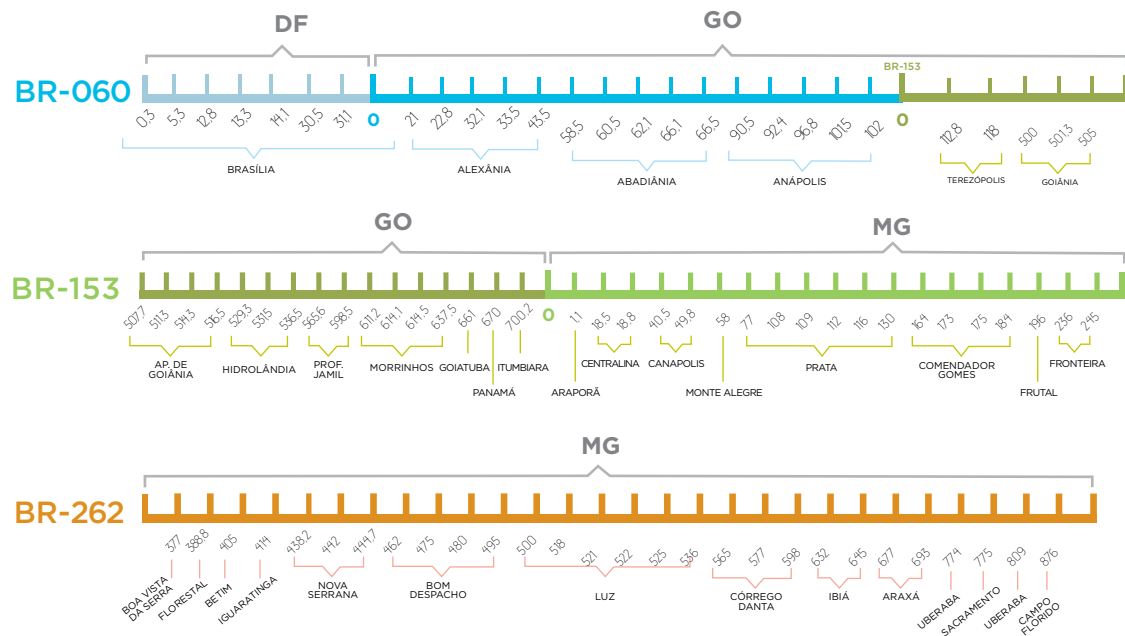 DF
GO
BR-153
BR-060
0,3
5,3
12,8
13,3
14,1
30,5
31,1
0
21
22,8
32,1
33,5
43,5
58,5
60,5
62,1
66,1
66,5
90,5
92,4
96,8
101,5
102
0
112,8
118
500
501,3
505
BRASÍLIA
ALEXÂNIA
ABADIÂNIA
ANÁPOLIS
TEREZÓPOLIS
GOIÂNIA
GO
MG
BR-153
507,7
511,3
514,3
516,5
529,3
531,5
536,5
565,6
598,5
611,2
614,1
614,5
637,5
661
670
700,2
0
1,1
18,5
18,8
40,5
49,8
58
77
108
109
112
116
130
164
173
175
184
196
236
245
AP. DE
GOIÂNIA
HIDROLÂNDIA
PROF.
JAMIL
MORRINHOS
GOIATUBA
PANAMÁ
ITUMBIARA
ARAPORÃ
CENTRALINA
CANAPOLIS
MONTE ALEGRE
PRATA
COMENDADOR
GOMES
FRUTAL
FRONTEIRA
MG
BR-262
377
388,8
405
414
438,2
442
444,7
462
475
480
495
500
518
521
522
525
536
565
577
598
632
645
677
693
774
775
809
876
BOA VISTA
DA SERRA
FLORESTAL
BETIM
IGUARATINGA
NOVA
SERRANA
BOM
DESPACHO
LUZ
CÓRREGO
DANTA
IBIÁ
ARAXÁ
UBERABA
SACRAMENTO
UBERABA
CAMPO
FLORIDO